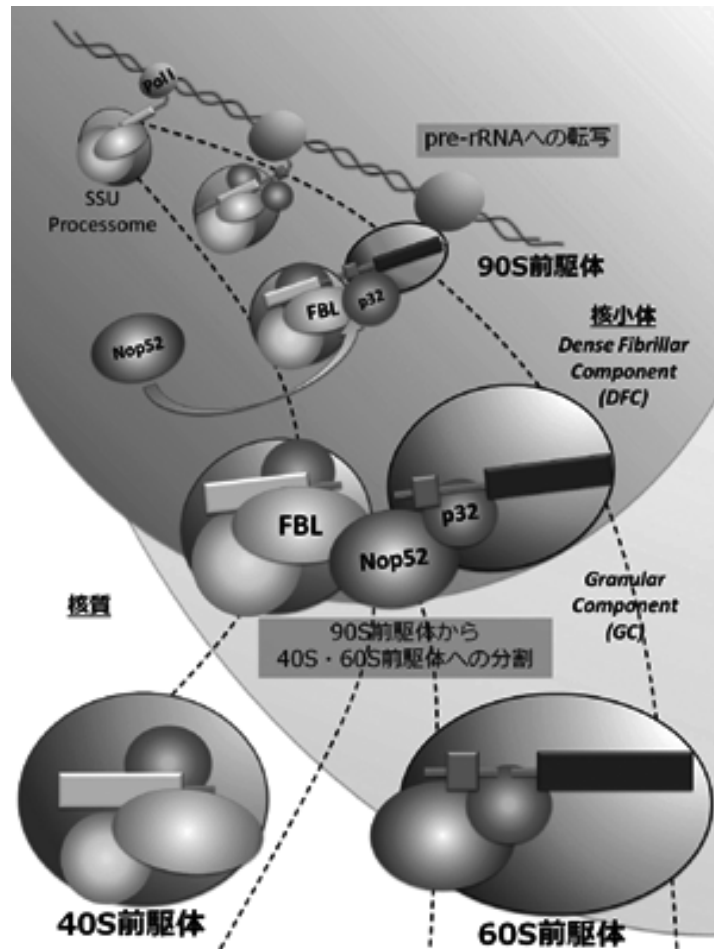 Pol I
pre-rRNAへの転写
SSU
Processome
90S前駆体
FBL
p32
Nop52
核小体
Dense Fibrillar
Component
(DFC)
FBL
p32
Nop52
核質
Granular
Component
(GC)
90S前駆体から
40S・60S前駆体への分割
40S前駆体
60S前駆体